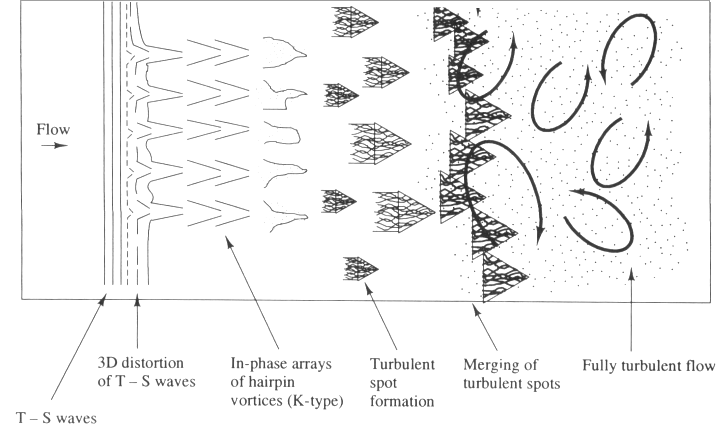 Flow
3D distortion
of T – S waves
In-phase arrays
of hairpin
vortices (K-type)
Turbulent
spot
formation
Merging of
turbulent spots
Fully turbulent flow
T – S waves